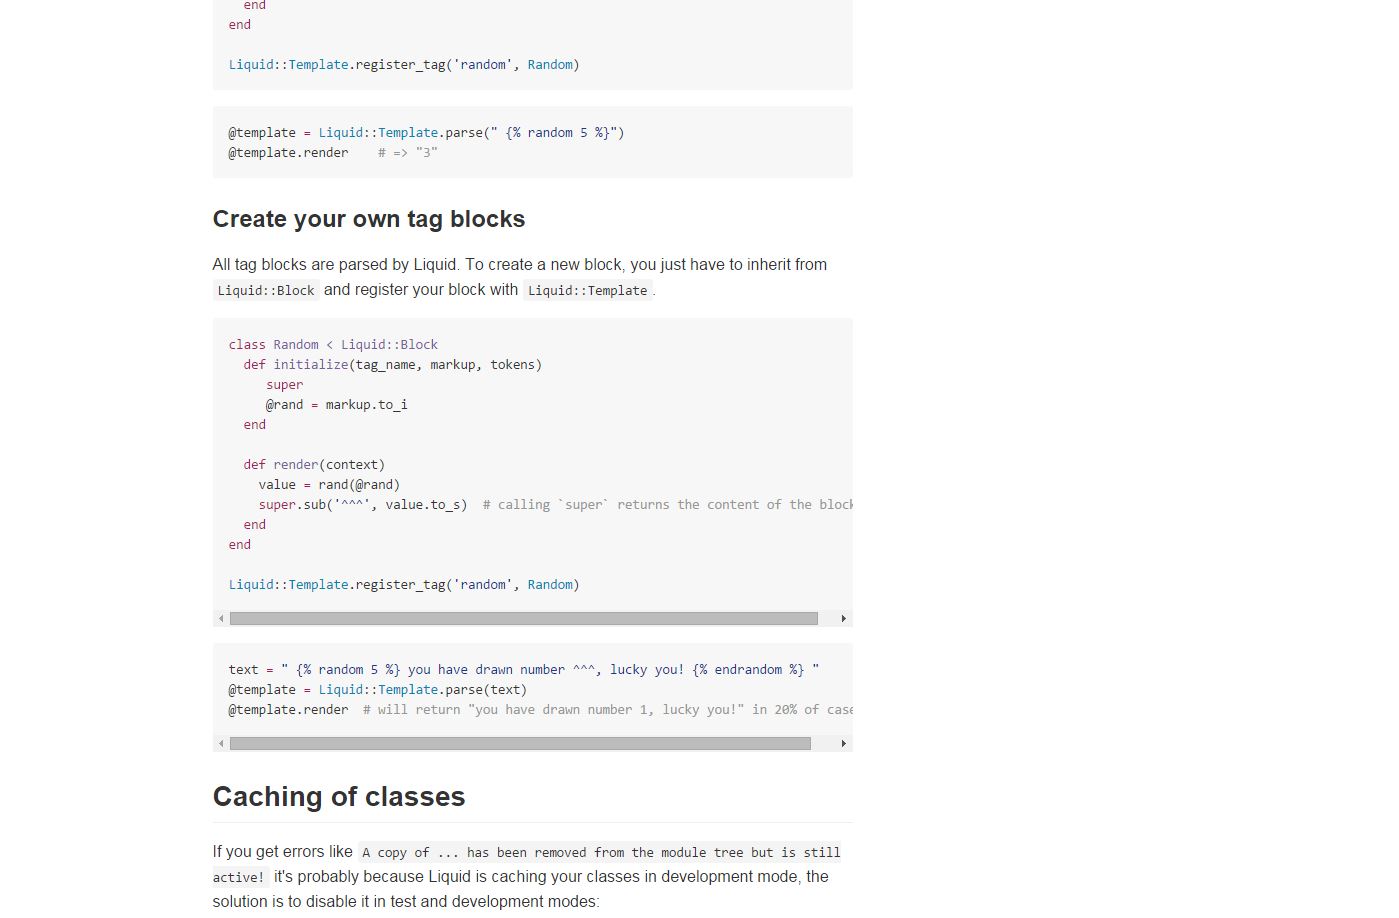 end
end
Liquid::Template.register_tag('random', Random)
@template = Liquid::Template.parse(" {% random 5 %}")
@template.render    # => "3"
Create your own tag blocks
All tag blocks are parsed by Liquid. To create a new block, you just have to inherit from
Liquid::Block and register your block with Liquid::Template.
class Random < Liquid::Block
  def initialize(tag_name, markup, tokens)
     super
     @rand = markup.to_i
  end
  def render(context)
    value = rand(@rand)
    super.sub('^^^', value.to_s)  # calling `super` returns the content of the block
  end
end
Liquid::Template.register_tag('random', Random)
text = " {% random 5 %} you have drawn number ^^^, lucky you! {% endrandom %} "
@template = Liquid::Template.parse(text)
@template.render  # will return "you have drawn number 1, lucky you!" in 20% of case
Caching of classes
If you get errors like A copy of ... has been removed from the module tree but is still
active! it's probably because Liquid is caching your classes in development mode, the
solution is to disable it in test and development modes: